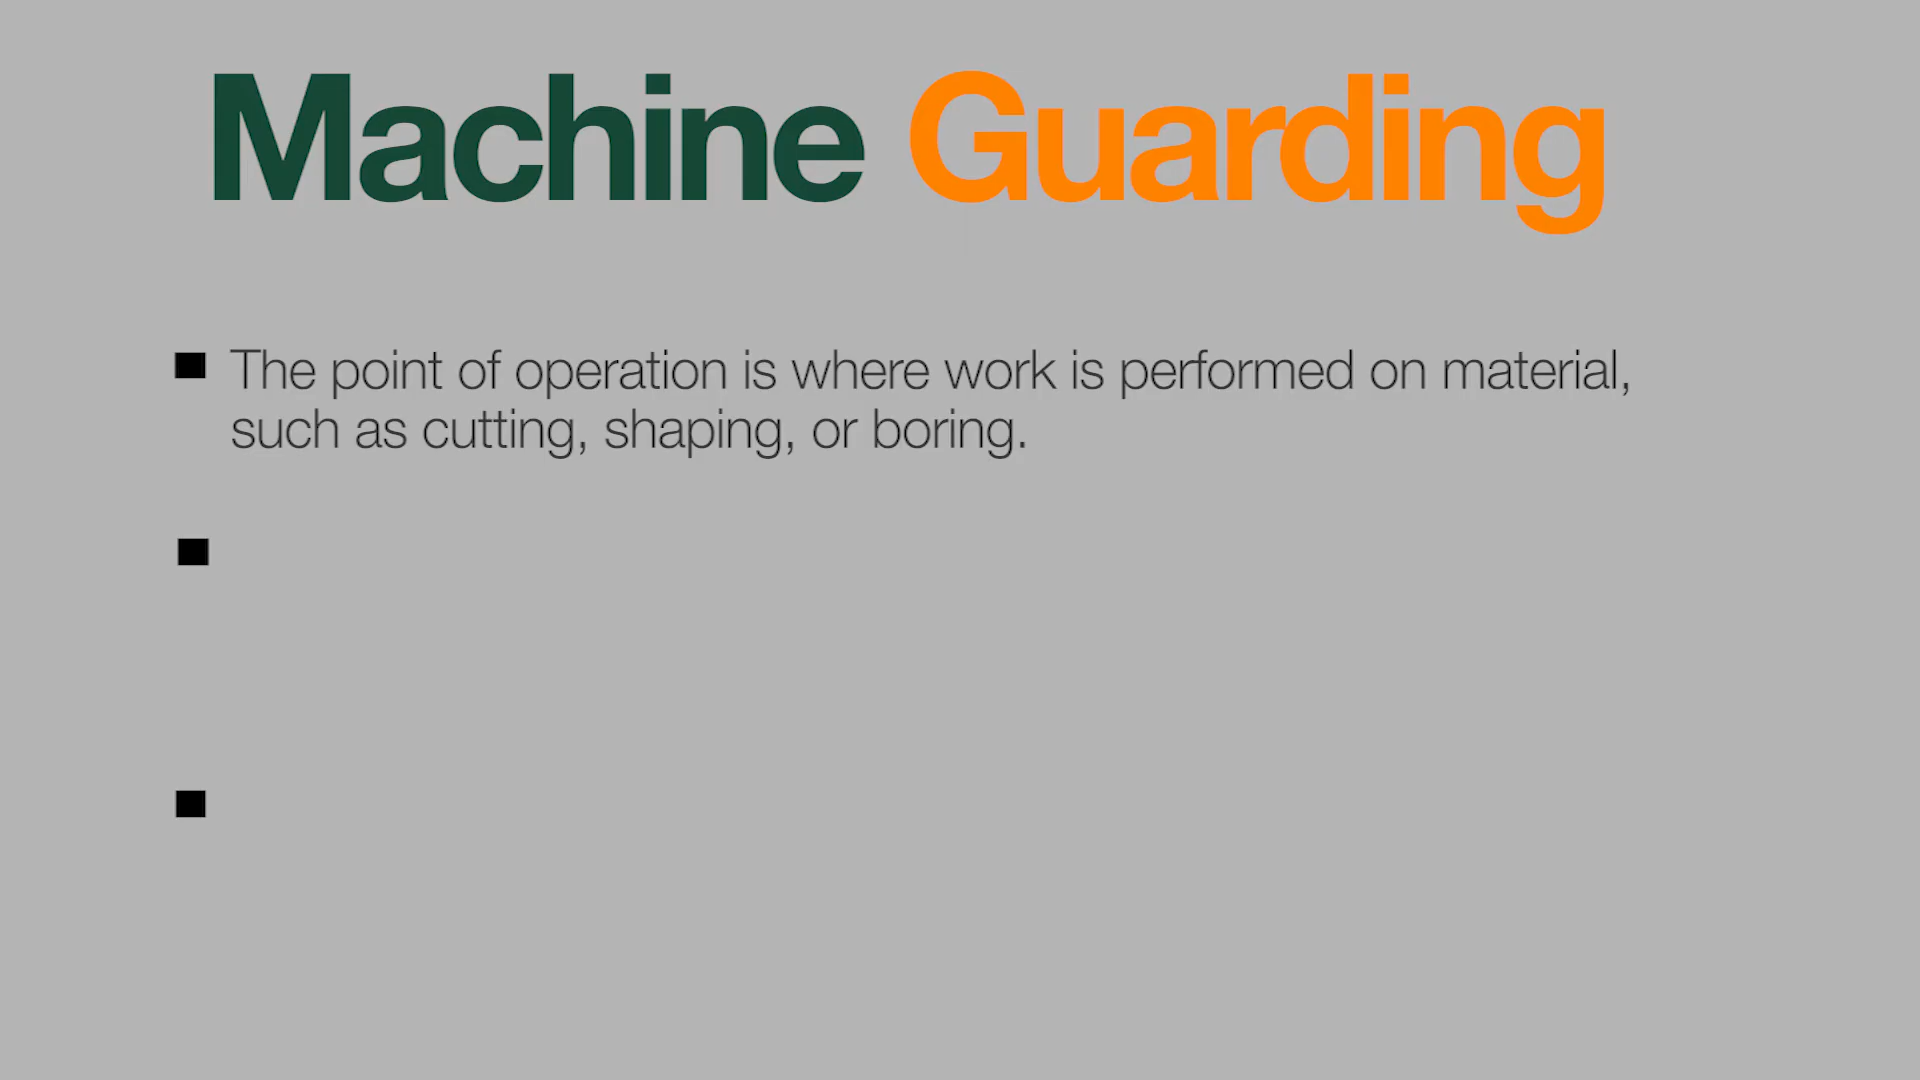 Machine Guarding
The point of operation is where work is performed on material,
such as cutting, shaping, or boring.